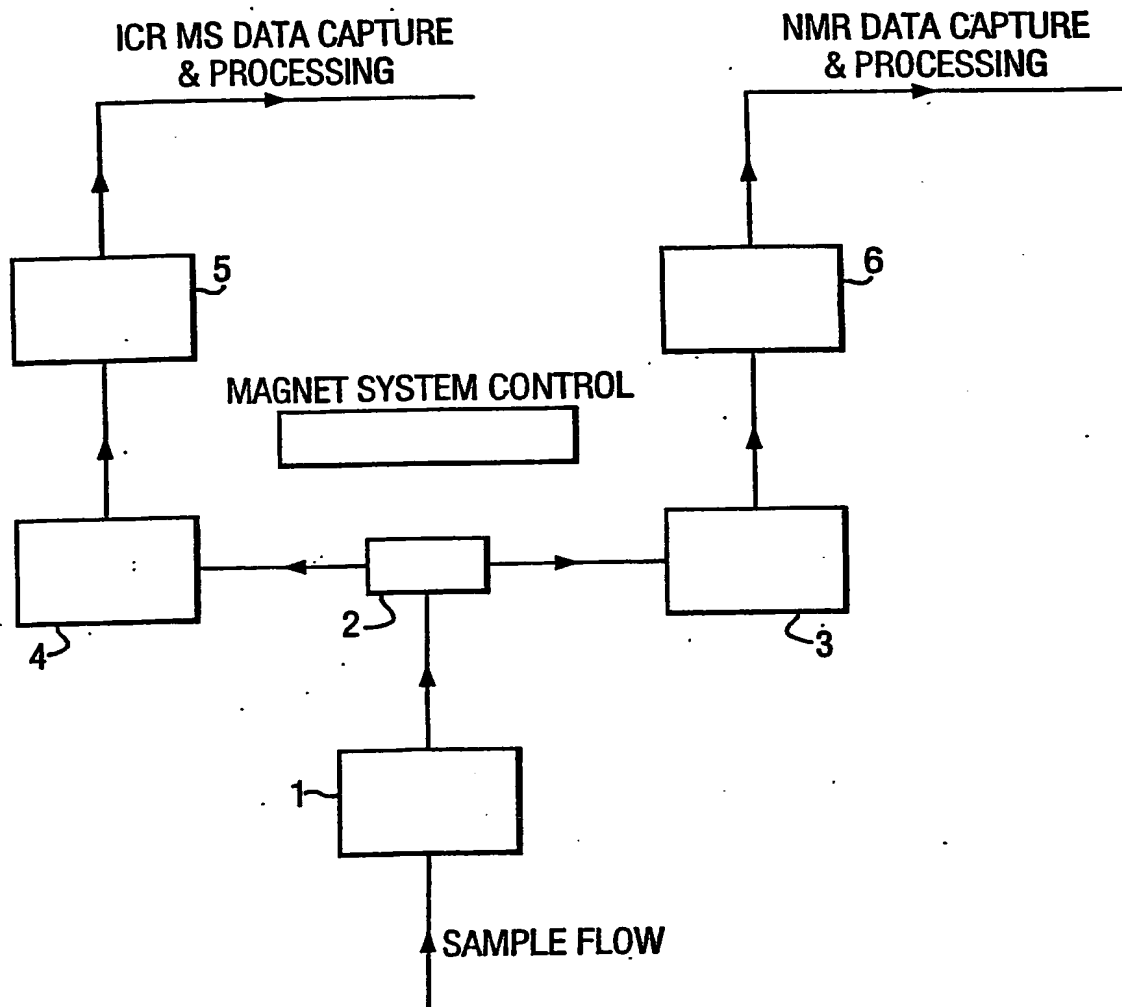 ICR MS DATA CAPTURE
& PROCESSING
NMR DATA CAPTURE
& PROCESSING
5
6
MAGNET SYSTEM CONTROL
4
2
3
1
SAMPLE FLOW